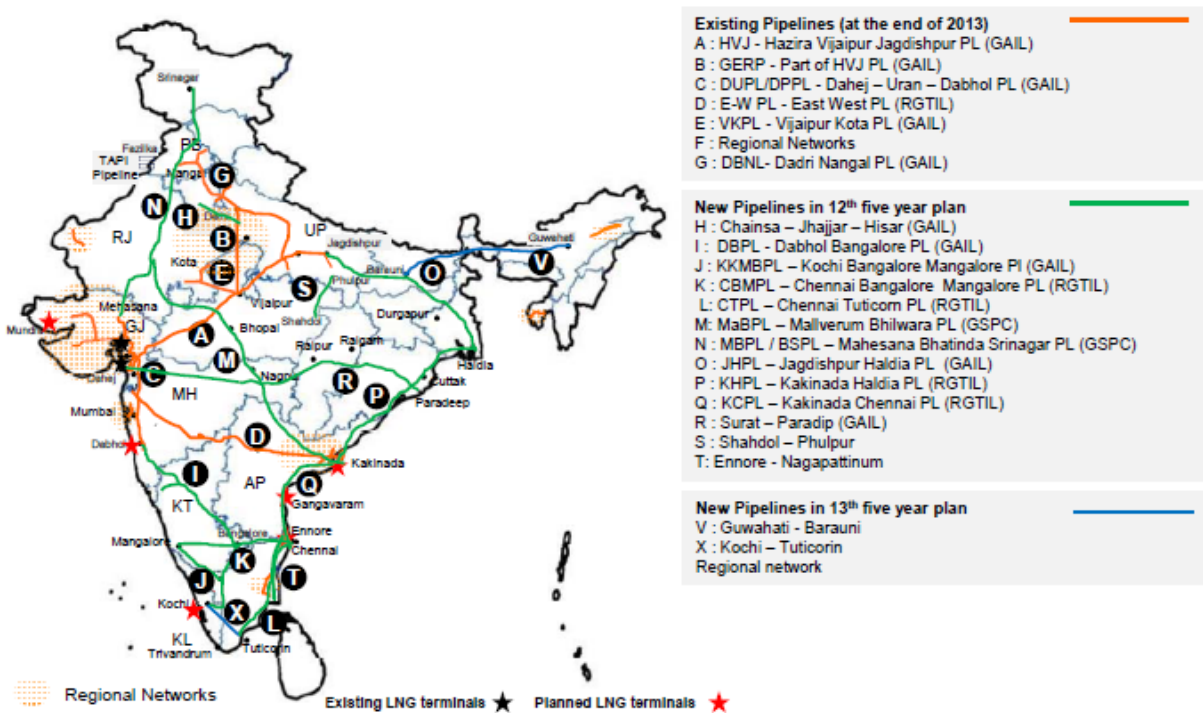 Existing Pipelines (at the end of 2013)
A : HVJ - Hazira Vijaipur Jagdishpur PL (GAIL)
B : GERP - Part of HVJ PL (GAIL)
C : DUPL/DPPL - Dahej – Uran – Dabhol PL (GAIL)
D : E-W PL - East West PL (RGTIL)
E : VKPL - Vijaipur Kota PL (GAIL)
F : Regional Networks
G : DBNL- Dadri Nangal PL (GAIL)
New Pipelines in 12th five year plan
H : Chainsa – Jhajjar – Hisar (GAIL)
I : DBPL - Dabhol Bangalore PL (GAIL)
J : KKMBPL – Kochi Bangalore Mangalore Pl (GAIL)
K : CBMPL – Chennai Bangalore Mangalore PL (RGTIL)
L : CTPL – Chennai Tuticorn PL (RGTIL)
M: MaBPL – Mallverum Bhilwara PL (GSPC)
N : MBPL / BSPL – Mahesana Bhatinda Srinagar PL (GSPC)
O : JHPL – Jagdishpur Haldia PL (GAIL)
P : KHPL – Kakinada Haldia PL (RGTIL)
Q : KCPL – Kakinada Chennai PL (RGTIL)
R : Surat – Paradip (GAIL)
S : Shahdol – Phulpur
T: Ennore - Nagapattinum
New Pipelines in 13th five year plan
V : Guwahati - Barauni
X : Kochi – Tuticorin
Regional network
Srinagar
PB
Fazilka
TAPI
Pipeline
Nangal
G
N
H
RJ
B
UP
Jagdishpur
Guwehati
Kota
E
Barauni
O
V
Phulpur
S
Vijaipur
Mehasana
Shahdol
Durgapur
GJ
A
Bhopal
M
Raipur
Raigarh
Haldia
Dahej
C
Nagpur
R
Cuttak
MH
P
Paradeep
Mumbai
Dabhol
D
Kakinada
I
AP
Q
KT
Gangavaram
Bangalore
Ennore
Mangalore
Chennai
K
J
T
Kochi
X
L
KL
Tuticorin
Trivandrum
Regional Networks
Existing LNG terminals
Planned LNG terminals